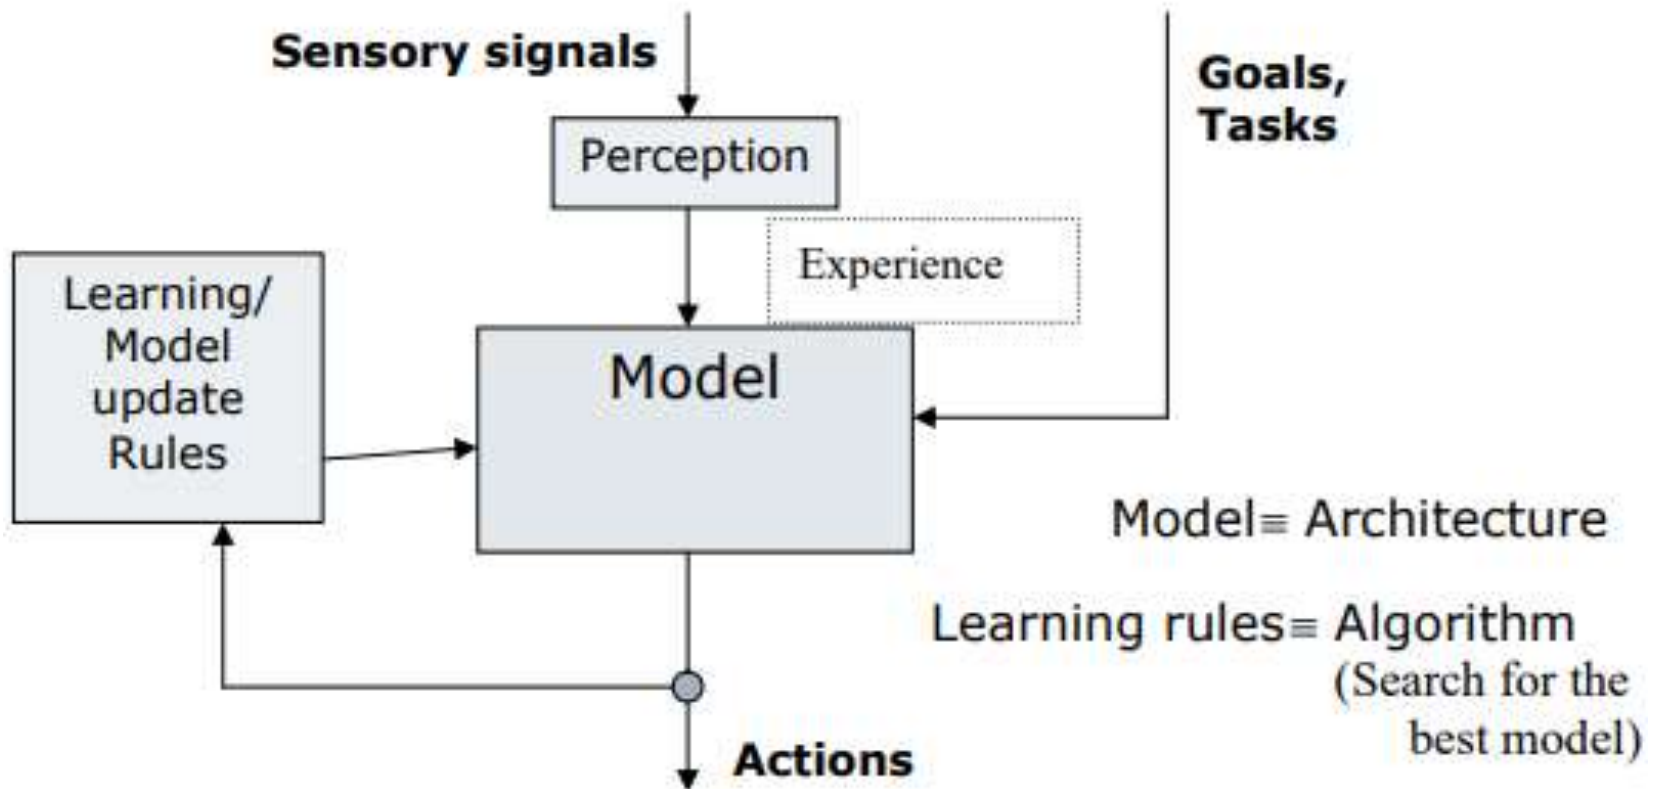 Sensory signals
Goals,
Tasks
Perception
Experience
Learning/
Model
update
Rules
Model
Model≡ Architecture
Learning rules≡ Algorithm
(Search for the
best model)
Actions